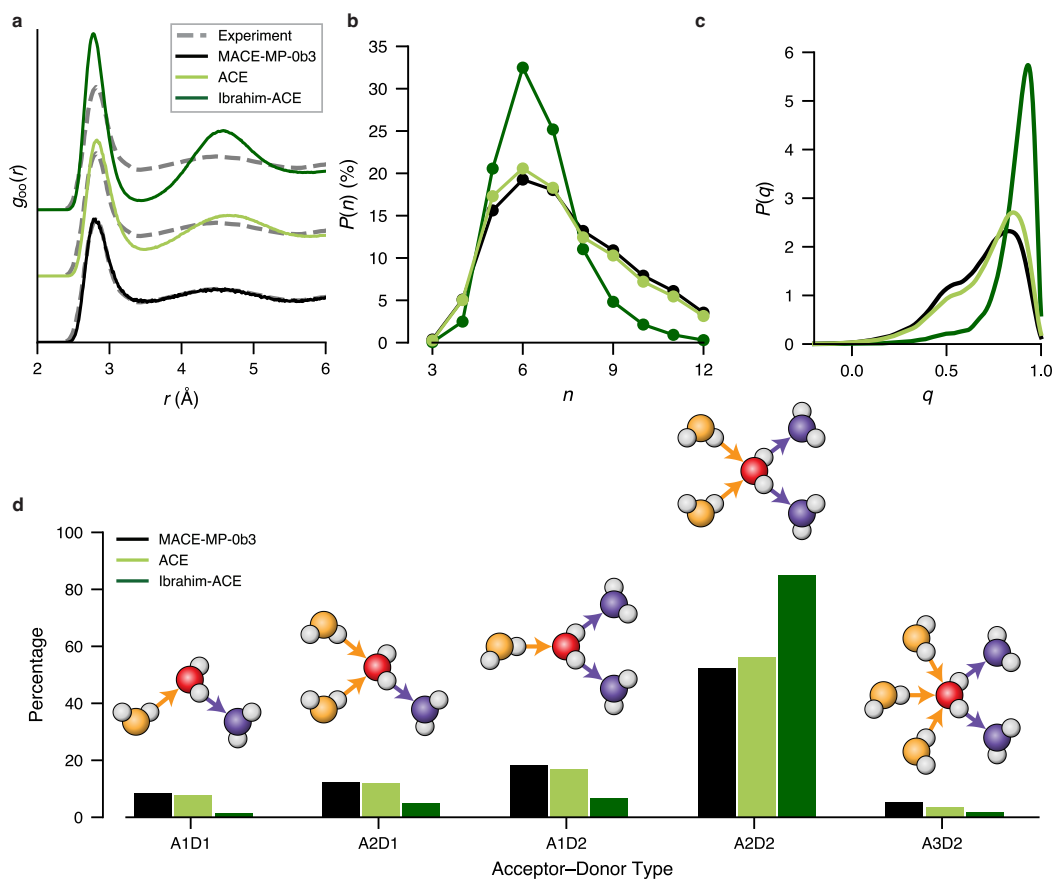 a
Experiment
MACE-MP-0b3
ACE
Ibrahim-ACE
gOO(r)
2 3 4 5 6
r (Å)
b
35
30
25
20
15
10
5
0
P(n) (%)
3 6 9 12
n
c
6
5
4
3
2
1
0
P(q)
0.0 0.5 1.0
q
d
MACE-MP-0b3
ACE
Ibrahim-ACE
100
80
60
40
20
0
Percentage
A1D1 A2D1 A1D2 A2D2 A3D2
Acceptor–Donor Type